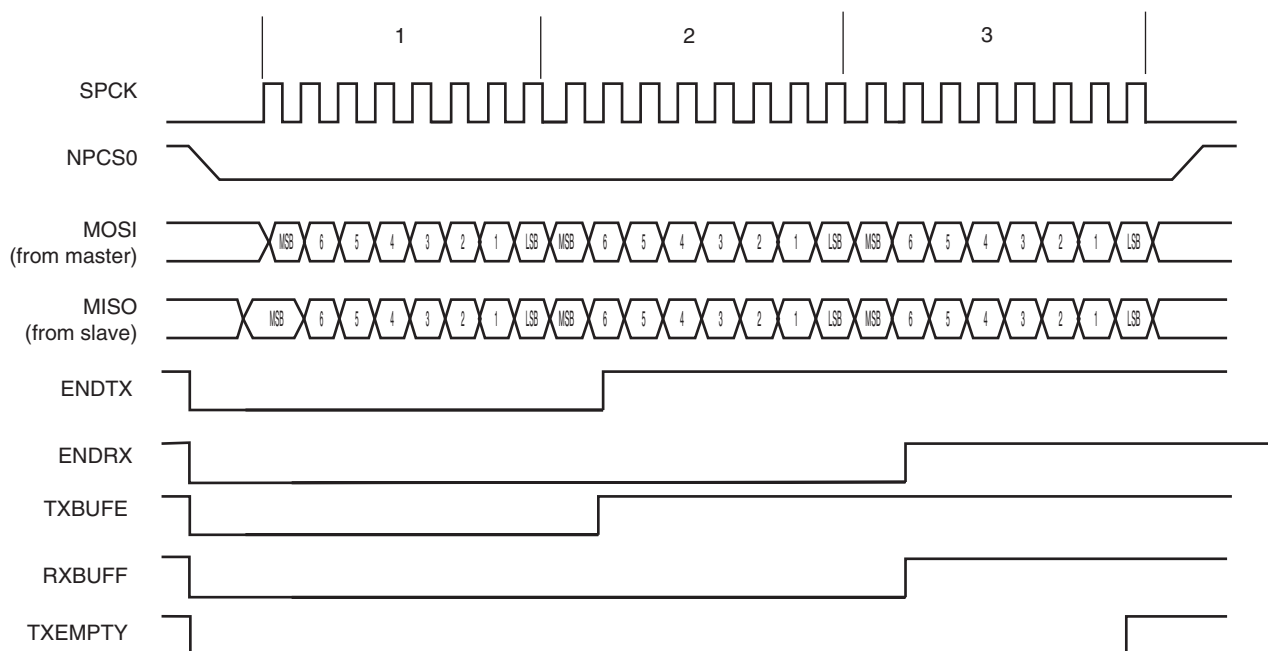 1 2 3
SPCK
NPCS0
MOSI
(from master)
MSB 6 5 4 3 2 1 LSB MSB 6 5 4 3 2 1 LSB MSB 6 5 4 3 2 1 LSB
MISO
(from slave)
MSB 6 5 4 3 2 1 LSB MSB 6 5 4 3 2 1 LSB MSB 6 5 4 3 2 1 LSB
ENDTX
ENDRX
TXBUFE
RXBUFF
TXEMPTY